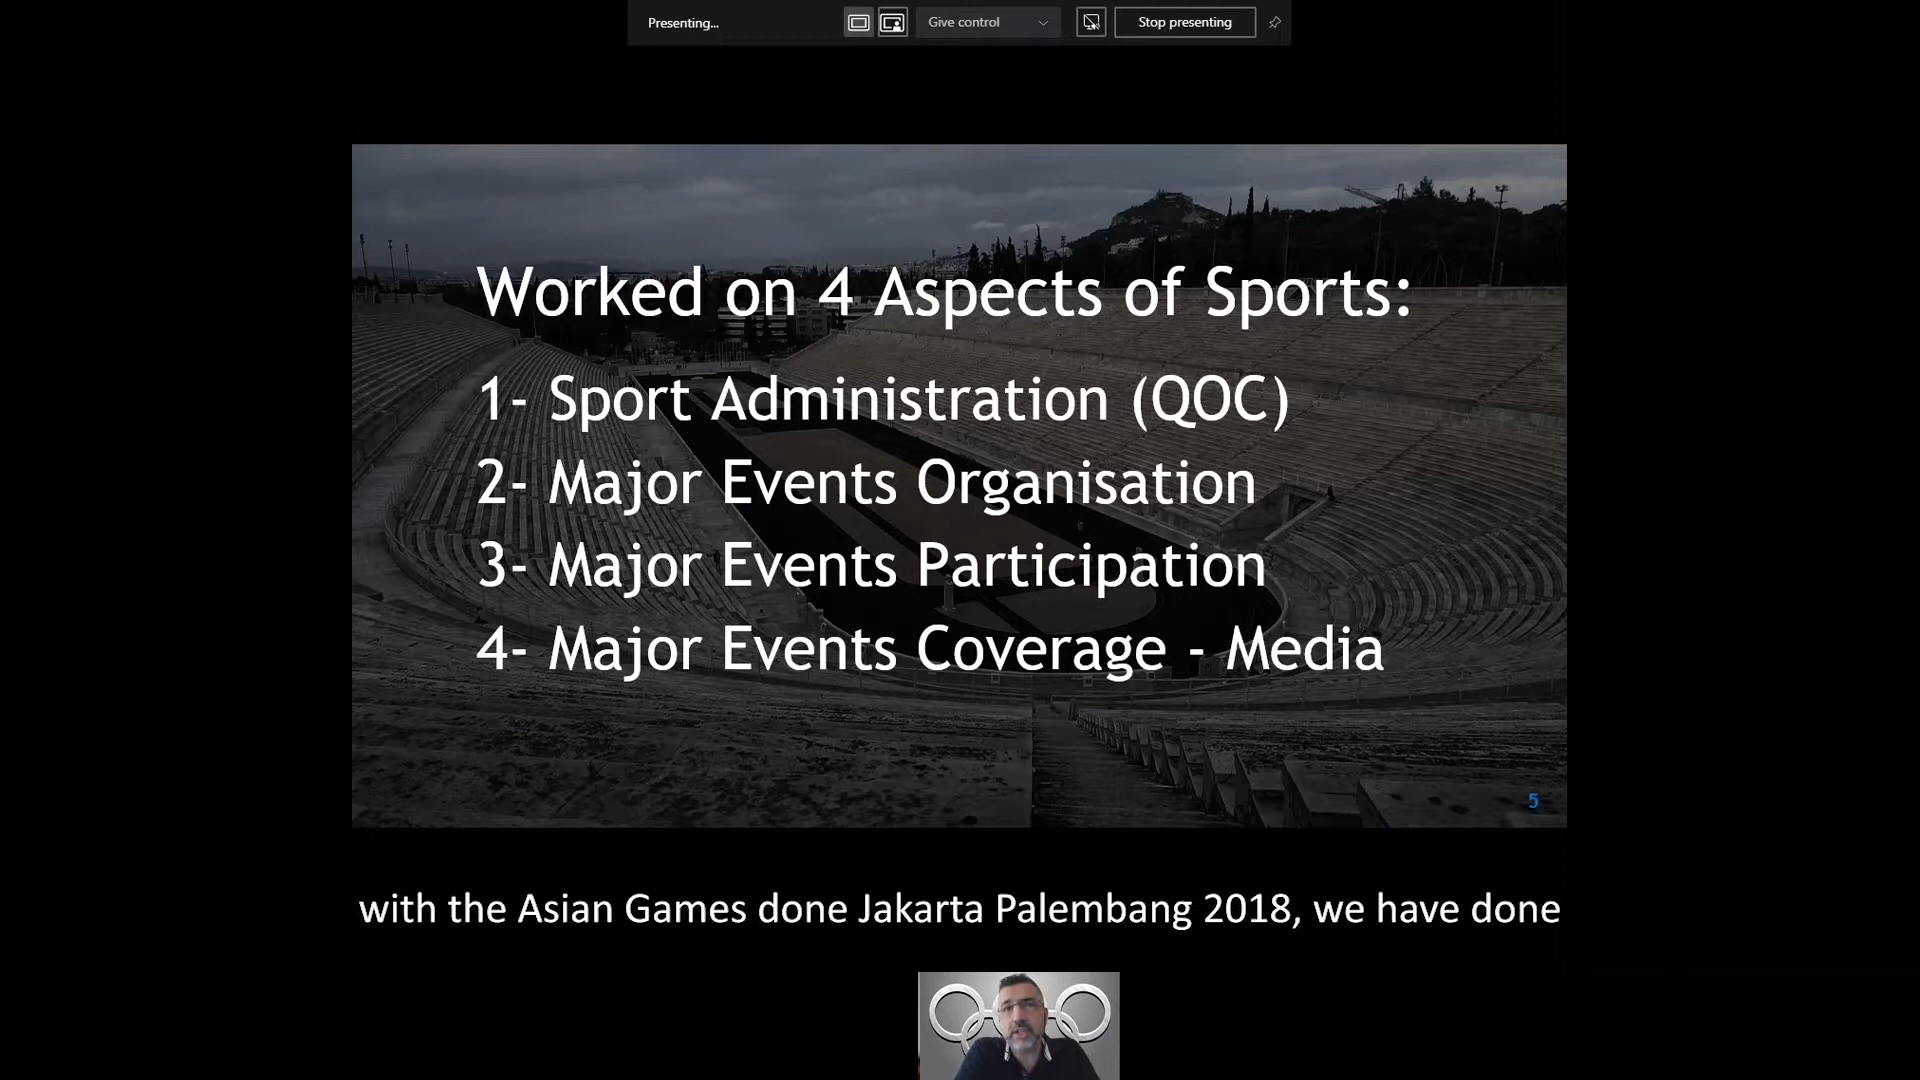 Presenting...
Give control
Stop presenting
Worked on 4 Aspects of Sports:
1- Sport Administration (QOC)
2- Major Events Organisation
3- Major Events Participation
4- Major Events Coverage - Media
5
with the Asian Games done Jakarta Palembang 2018, we have done